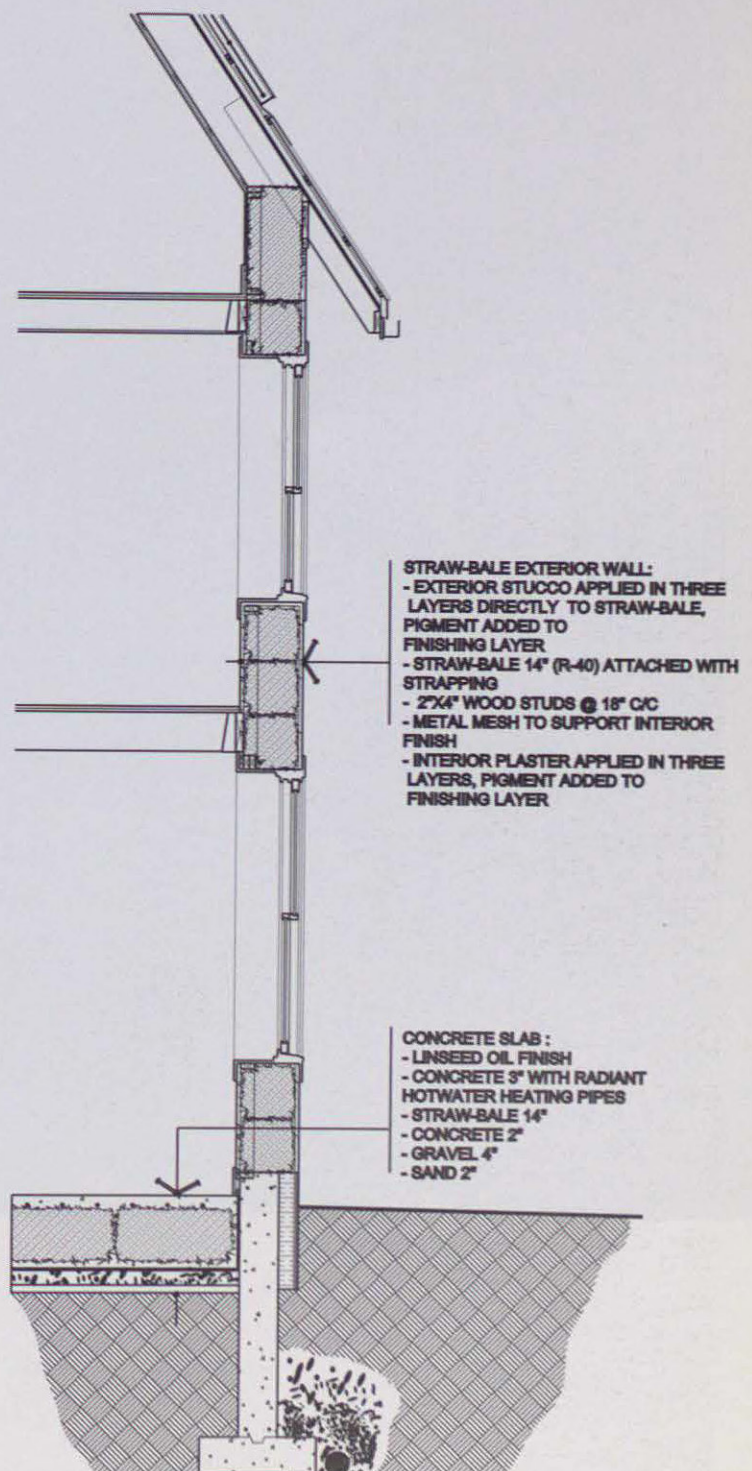 STRAW-BALE EXTERIOR WALL:
- EXTERIOR STUCCO APPLIED IN THREE
LAYERS DIRECTLY TO STRAW-BALE,
PIGMENT ADDED TO
FINISHING LAYER
- STRAW-BALE 14" (R-40) ATTACHED WITH
STRAPPING
- 2"X4" WOOD STUDS @ 18" C/C
- METAL MESH TO SUPPORT INTERIOR
FINISH
- INTERIOR PLASTER APPLIED IN THREE
LAYERS, PIGMENT ADDED TO
FINISHING LAYER
CONCRETE SLAB :
- LINSEED OIL FINISH
- CONCRETE 3" WITH RADIANT
HOTWATER HEATING PIPES
- STRAW-BALE 14"
- CONCRETE 2"
- GRAVEL 4"
- SAND 2"